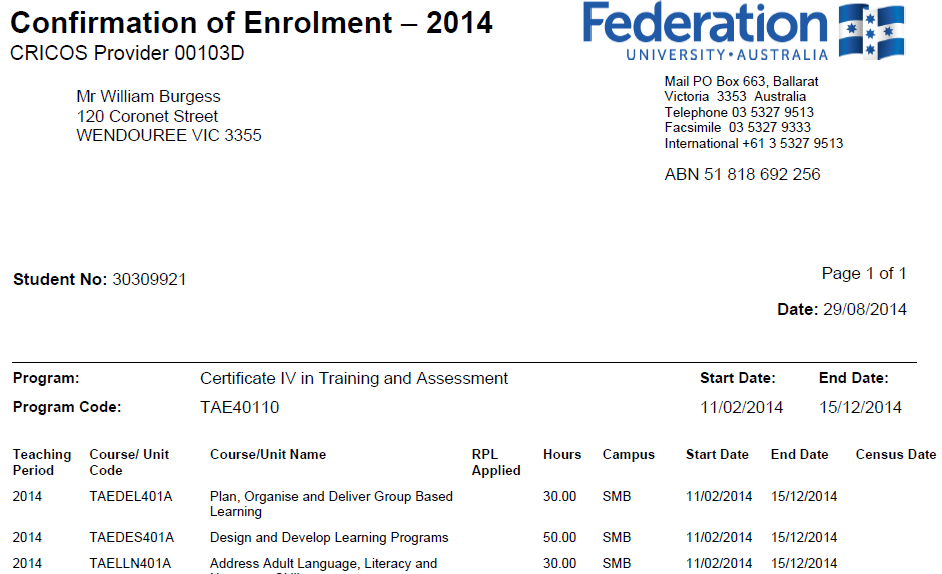 Confirmation of Enrolment – 2014
CRICOS Provider 00103D
Federation
UNIVERSITY • AUSTRALIA
Mr William Burgess
120 Coronet Street
WENDOUREE VIC 3355
Mail PO Box 663, Ballarat
Victoria 3353 Australia
Telephone 03 5327 9513
Facsimile 03 5327 9333
International +61 3 5327 9513
ABN 51 818 692 256
Student No: 30309921
Page 1 of 1
Date: 29/08/2014
Program: Certificate IV in Training and Assessment Start Date: End Date:
Program Code: TAE40110 11/02/2014 15/12/2014
Teaching Course/ Unit Course/Unit Name RPL Hours Campus Start Date End Date Census Date
Period Code Applied
2014 TAEDEL401A Plan, Organise and Deliver Group Based 30.00 SMB 11/02/2014 15/12/2014
Learning
2014 TAEDES401A Design and Develop Learning Programs 50.00 SMB 11/02/2014 15/12/2014
2014 TAELLN401A Address Adult Language, Literacy and 30.00 SMB 11/02/2014 15/12/2014